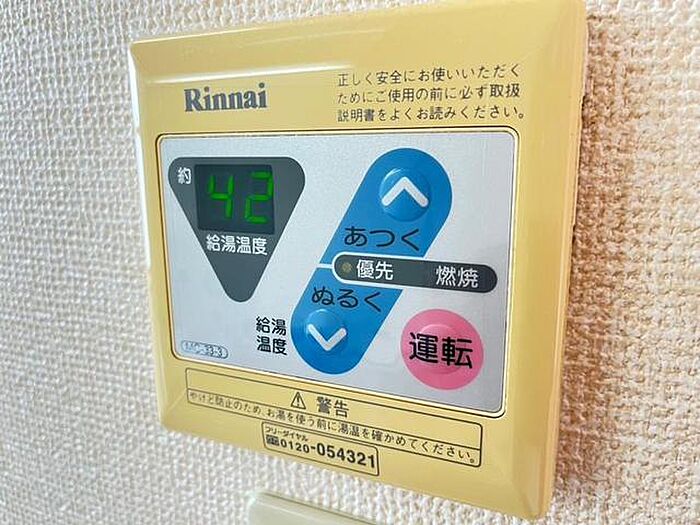 Rinnai
正しく安全にお使いいただく
ためにご使用の前に必ず取扱
説明書をよくお読みください。
約 42
給湯温度
あつく
優先 燃焼
ぬるく
給湯
温度
運転
MC-33-3
警告
やけど防止のため、お湯を使う前に湯温を確かめてください。
フリーダイヤル
0120-054321